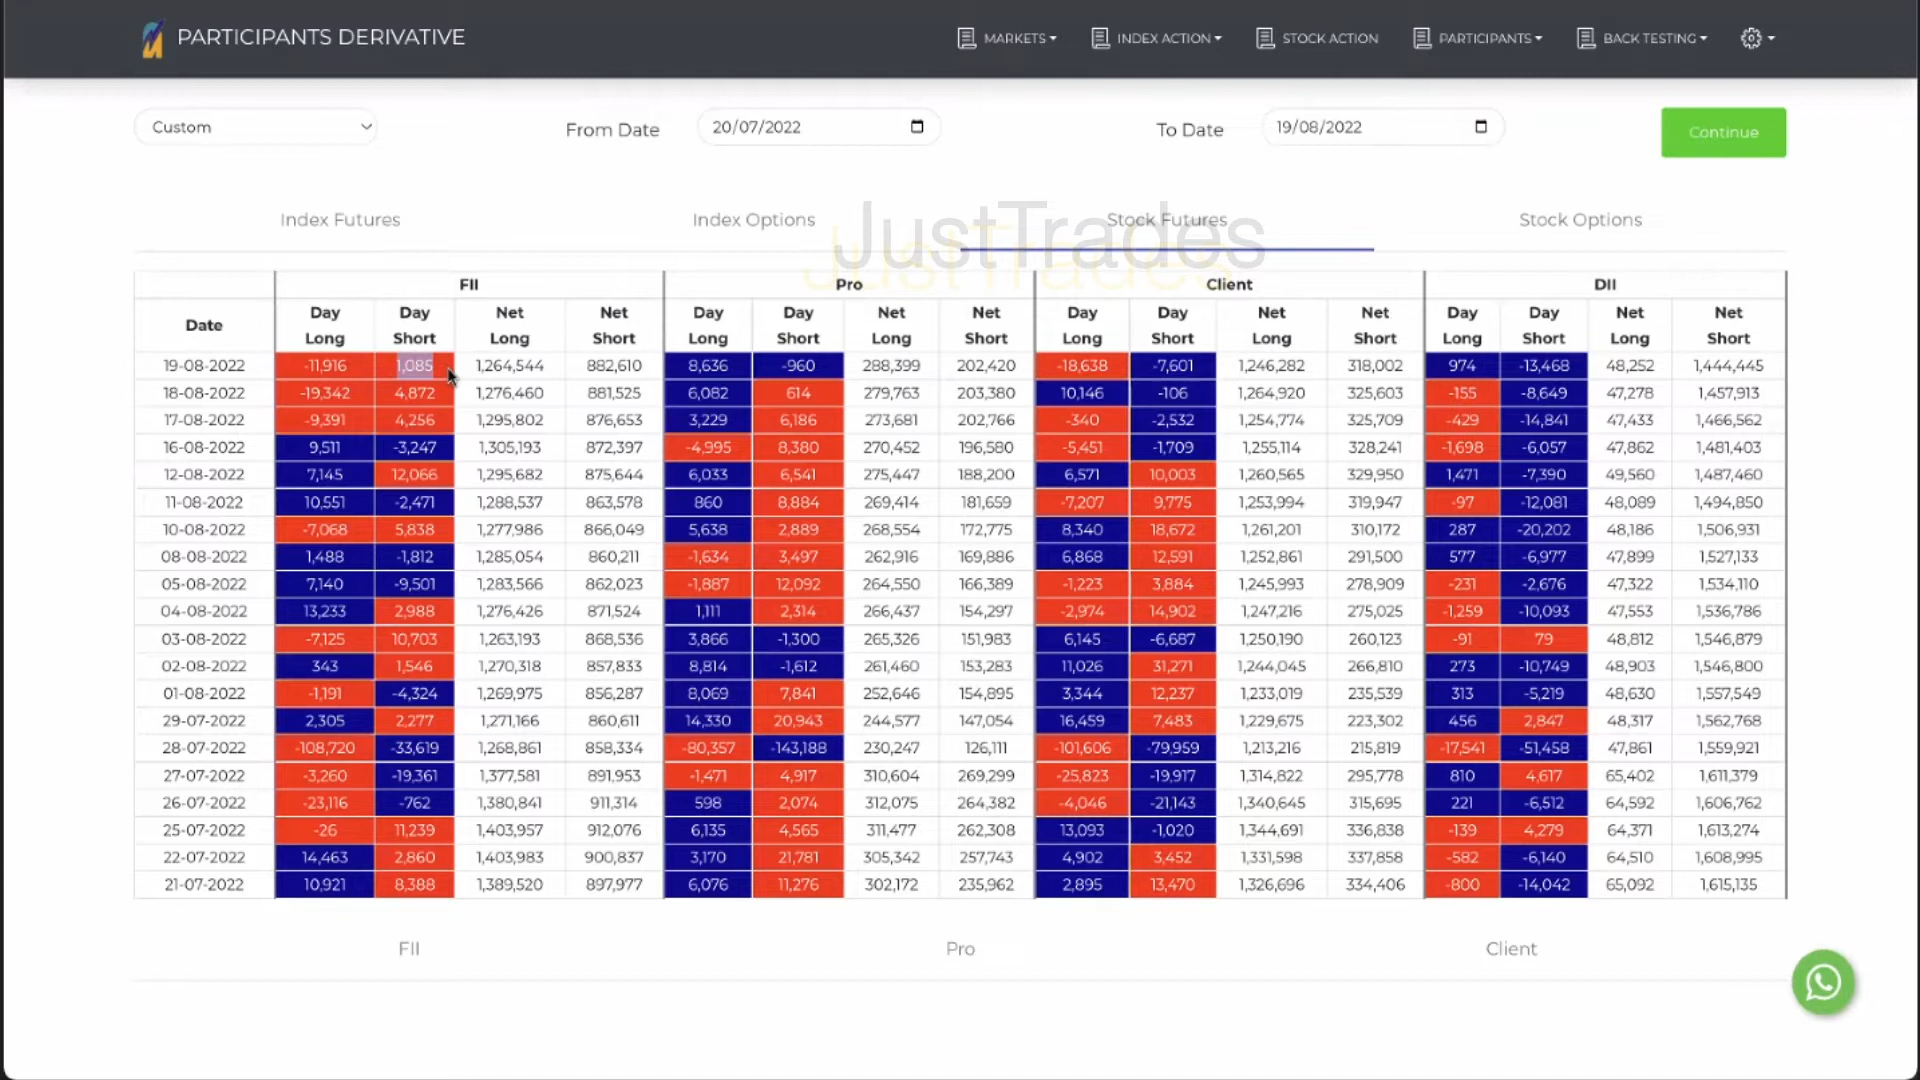 PARTICIPANTS DERIVATIVE MARKETS INDEX ACTION STOCK ACTION PARTICIPANTS BACK TESTING
Custom From Date 20/07/2022 To Date 19/08/2022 Continue
Index Futures Index Options Stock Futures Stock Options
JustTrades
JustTrades
FII Pro Client DII
Date Day Long Day Short Net Long Net Short Day Long Day Short Net Long Net Short Day Long Day Short Net Long Net Short Day Long Day Short Net Long Net Short
19-08-2022 -11,916 1,085 1,264,544 882,610 8,636 -960 288,399 202,420 -18,638 -7,601 1,246,282 318,002 974 -13,468 48,252 1,444,445
18-08-2022 -19,342 4,872 1,276,460 881,525 6,082 614 279,763 203,380 10,146 -106 1,264,920 325,603 -155 -8,649 47,278 1,457,913
17-08-2022 -9,391 4,256 1,295,802 876,653 3,229 6,186 273,681 202,766 -340 -2,532 1,254,774 325,709 -429 -14,841 47,433 1,466,562
16-08-2022 9,511 -3,247 1,305,193 872,397 -4,995 8,380 270,452 196,580 -5,451 -1,709 1,255,114 328,241 -1,698 -6,057 47,862 1,481,403
12-08-2022 7,145 12,066 1,295,682 875,644 6,033 6,541 275,447 188,200 6,571 10,003 1,260,565 329,950 1,471 -7,390 49,560 1,487,460
11-08-2022 10,551 -2,471 1,288,537 863,578 860 8,884 269,414 181,659 -7,207 9,775 1,253,994 319,947 -97 -12,081 48,089 1,494,850
10-08-2022 -7,068 5,838 1,277,986 866,049 5,638 2,889 268,554 172,775 8,340 18,672 1,261,201 310,172 287 -20,202 48,186 1,506,931
08-08-2022 1,488 -1,812 1,285,054 860,211 -1,634 3,497 262,916 169,886 6,868 12,591 1,252,861 291,500 577 -6,977 47,899 1,527,133
05-08-2022 7,140 -9,501 1,283,566 862,023 -1,887 12,092 264,550 166,389 -1,223 3,884 1,245,993 278,909 -231 -2,676 47,322 1,534,110
04-08-2022 13,233 2,988 1,276,426 871,524 1,111 2,314 266,437 154,297 -2,974 14,902 1,247,216 275,025 -1,259 -10,093 47,553 1,536,786
03-08-2022 -7,125 10,703 1,263,193 868,536 3,866 -1,300 265,326 151,983 6,145 -6,687 1,250,190 260,123 -91 79 48,812 1,546,879
02-08-2022 343 1,546 1,270,318 857,833 8,814 -1,612 261,460 153,283 11,026 31,271 1,244,045 266,810 273 -10,749 48,903 1,546,800
01-08-2022 -1,191 -4,324 1,269,975 856,287 8,069 7,841 252,646 154,895 3,344 12,237 1,233,019 235,539 313 -5,219 48,630 1,557,549
29-07-2022 2,305 2,277 1,271,166 860,611 14,330 20,943 244,577 147,054 16,459 7,483 1,229,675 223,302 456 2,847 48,317 1,562,768
28-07-2022 -108,720 -33,619 1,268,861 858,334 -80,357 -143,188 230,247 126,111 -101,606 -79,959 1,213,216 215,819 -17,541 -51,458 47,861 1,559,921
27-07-2022 -3,260 -19,361 1,377,581 891,953 -1,471 4,917 310,604 269,299 -25,823 -19,917 1,314,822 295,778 810 4,617 65,402 1,611,379
26-07-2022 -23,116 -762 1,380,841 911,314 598 2,074 312,075 264,382 -4,046 -21,143 1,340,645 315,695 221 -6,512 64,592 1,606,762
25-07-2022 -26 11,239 1,403,957 912,076 6,135 4,565 311,477 262,308 13,093 -1,020 1,344,691 336,838 -139 4,279 64,371 1,613,274
22-07-2022 14,463 2,860 1,403,983 900,837 3,170 21,781 305,342 257,743 4,902 3,452 1,331,598 337,858 -582 -6,140 64,510 1,608,995
21-07-2022 10,921 8,388 1,389,520 897,977 6,076 11,276 302,172 235,962 2,895 13,470 1,326,696 334,406 -800 -14,042 65,092 1,615,135
FII Pro Client